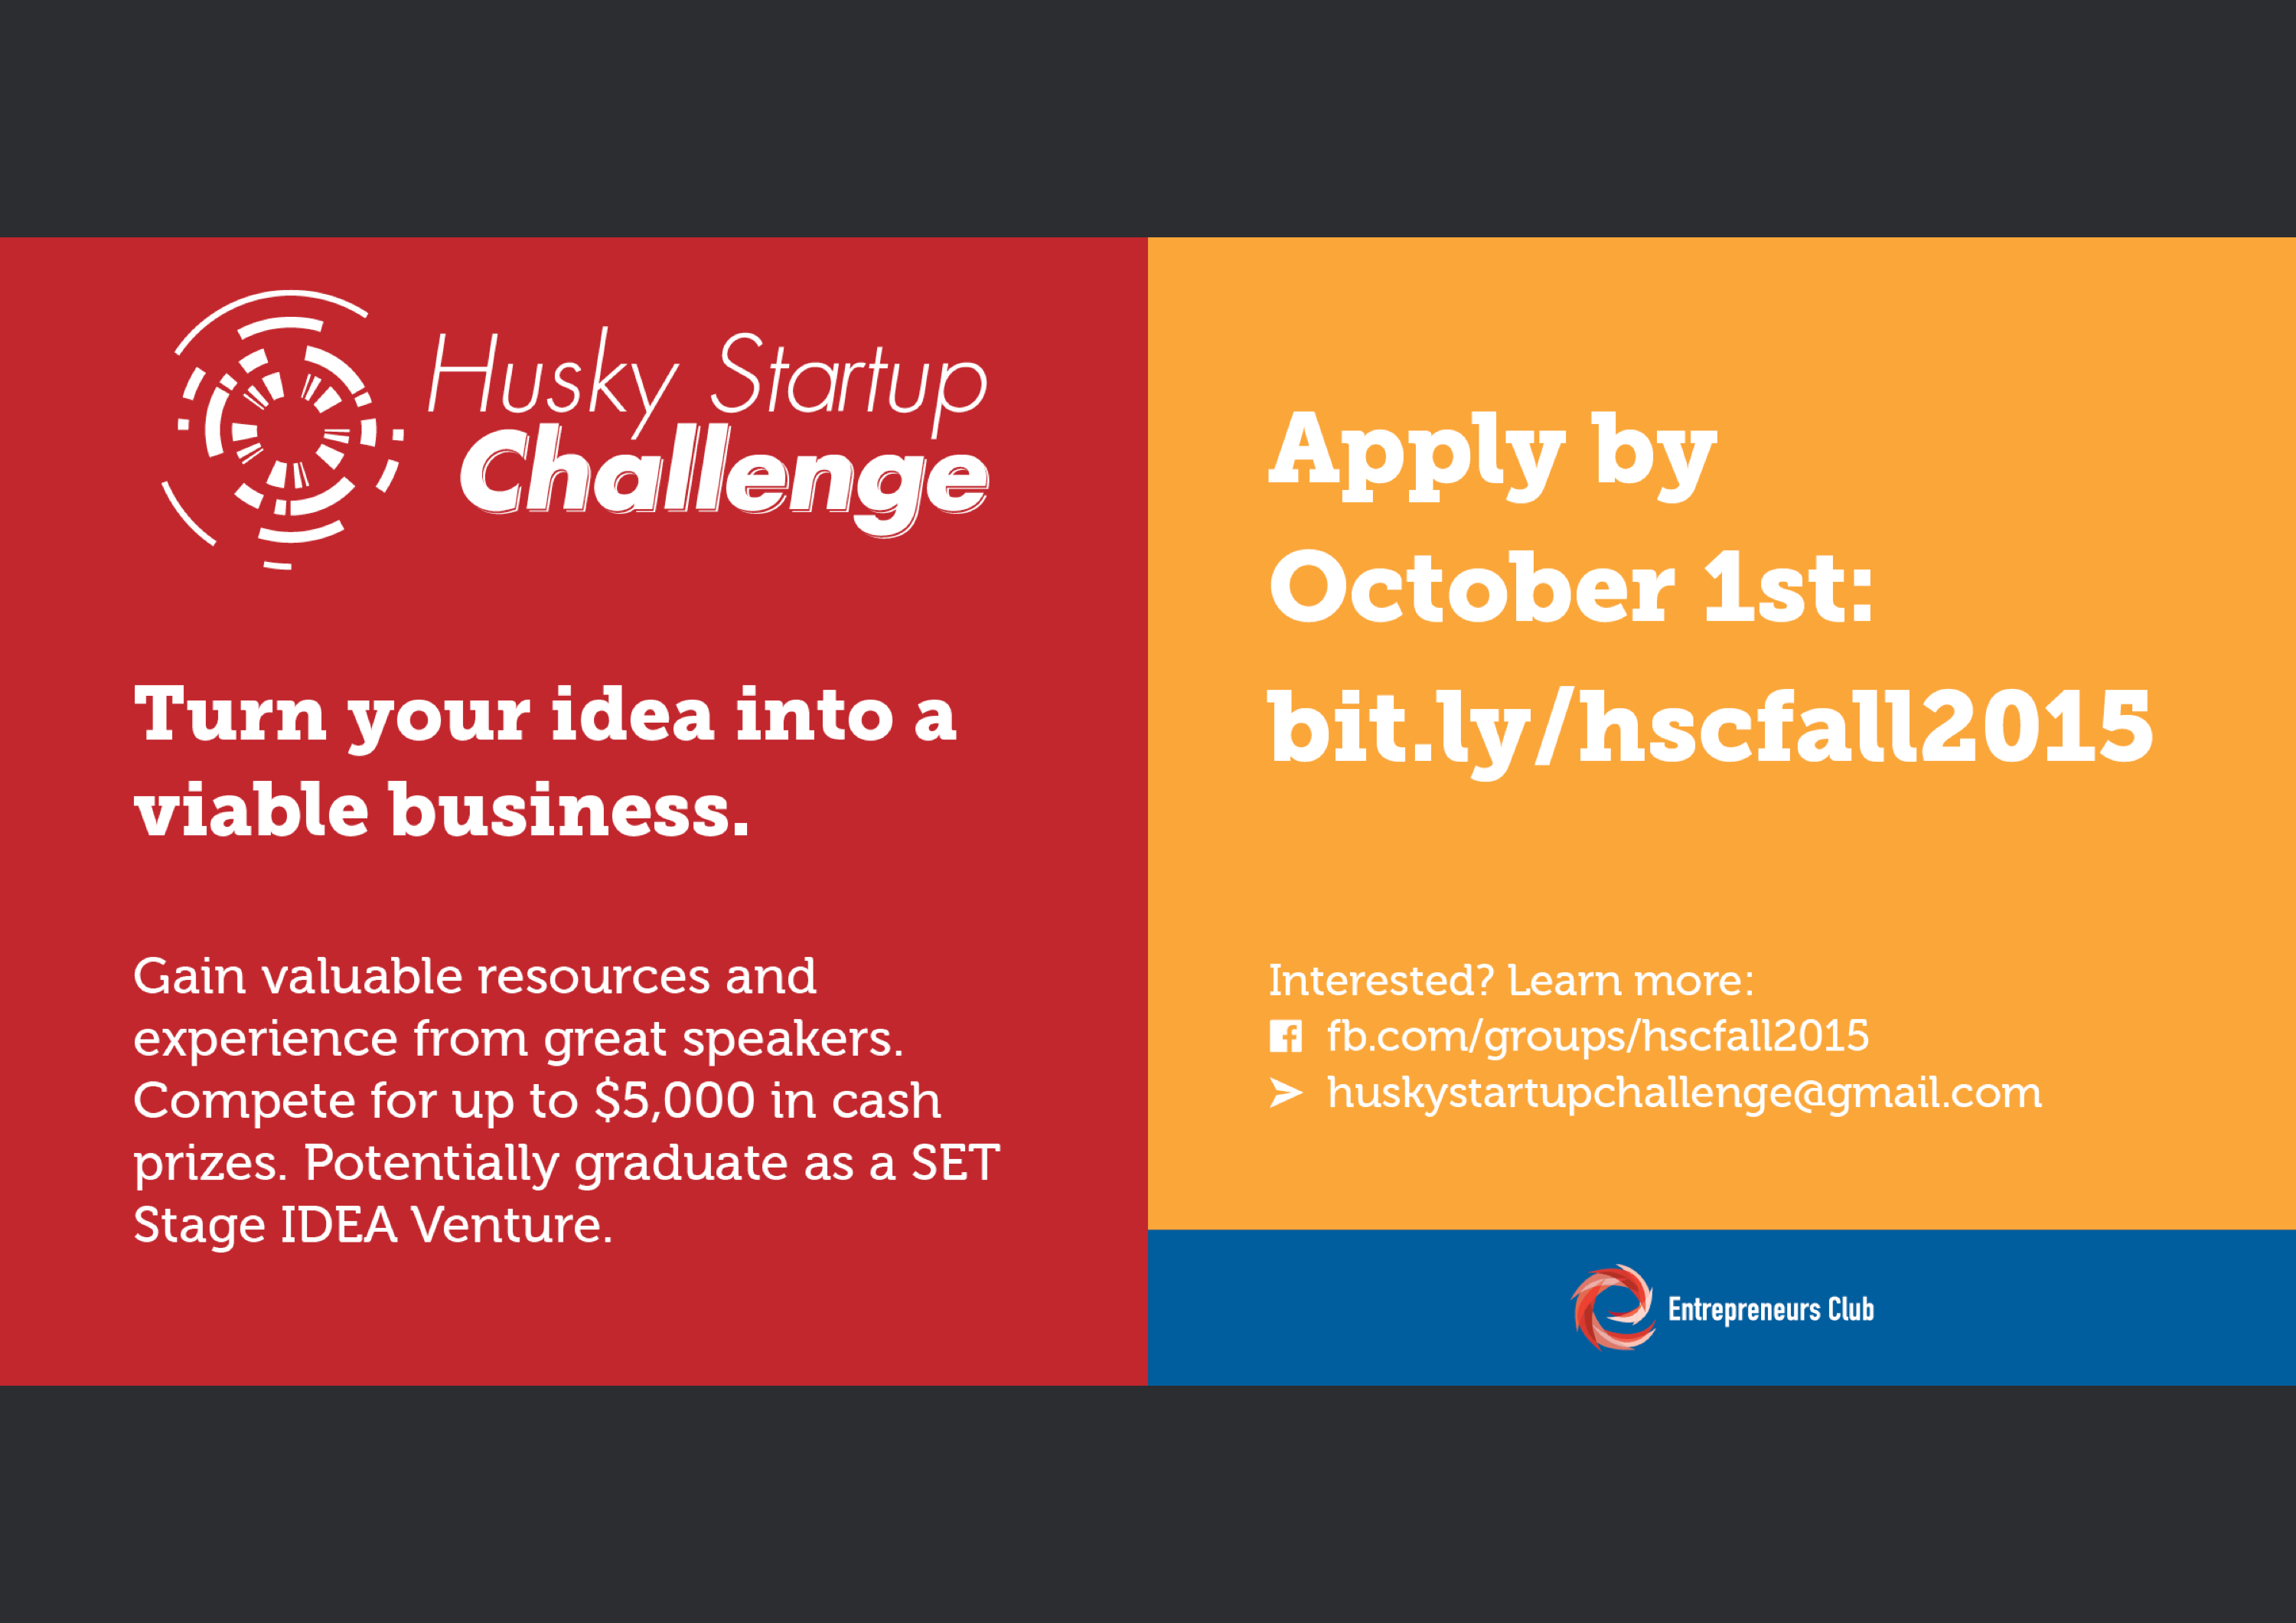 Husky Startup
Challenge
Turn your idea into a
viable business.
Gain valuable resources and
experience from great speakers.
Compete for up to $5,000 in cash
prizes. Potentially graduate as a SET
Stage IDEA Venture.
Apply by
October 1st:
bit.ly/hscfall2015
Interested? Learn more:
fb.com/groups/hscfall2015
huskystartupchallenge@gmail.com
Entrepreneurs Club